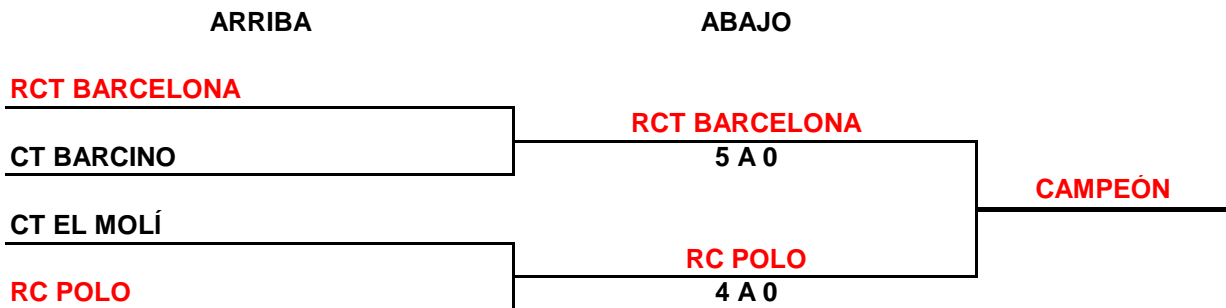 ARRIBA ABAJO
RCT BARCELONA
RCT BARCELONA
CT BARCINO
5 A 0
CAMPEÓN
CT EL MOLÍ
RC POLO
RC POLO
4 A 0